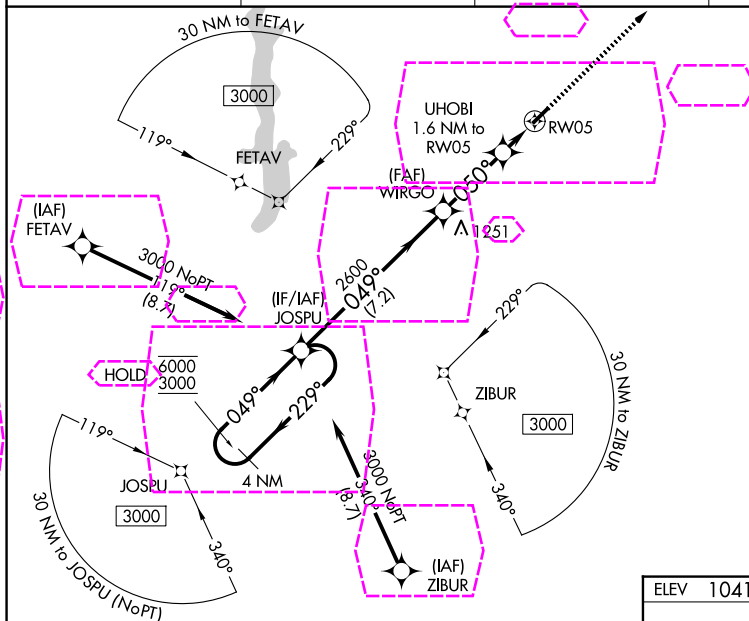 30 NM to FETAV
3000
119°
229°
FETAV
UHOBI
1.6 NM to
RW05
RW05
(FAF)
WIRGO
050°
1251
(IAF)
FETAV
3000 NoPT
119°
(8.7)
2600
049°
(7.2)
(IF/IAF)
JOSPU
HOLD
6000
3000
049°
229°
4 NM
229°
ZIBUR
3000
340°
30 NM to ZIBUR
119°
JOSPU
3000
340°
30 NM to JOSPU (NoPT)
3000 NoPT
340°
(8.7)
(IAF)
ZIBUR
ELEV 1041